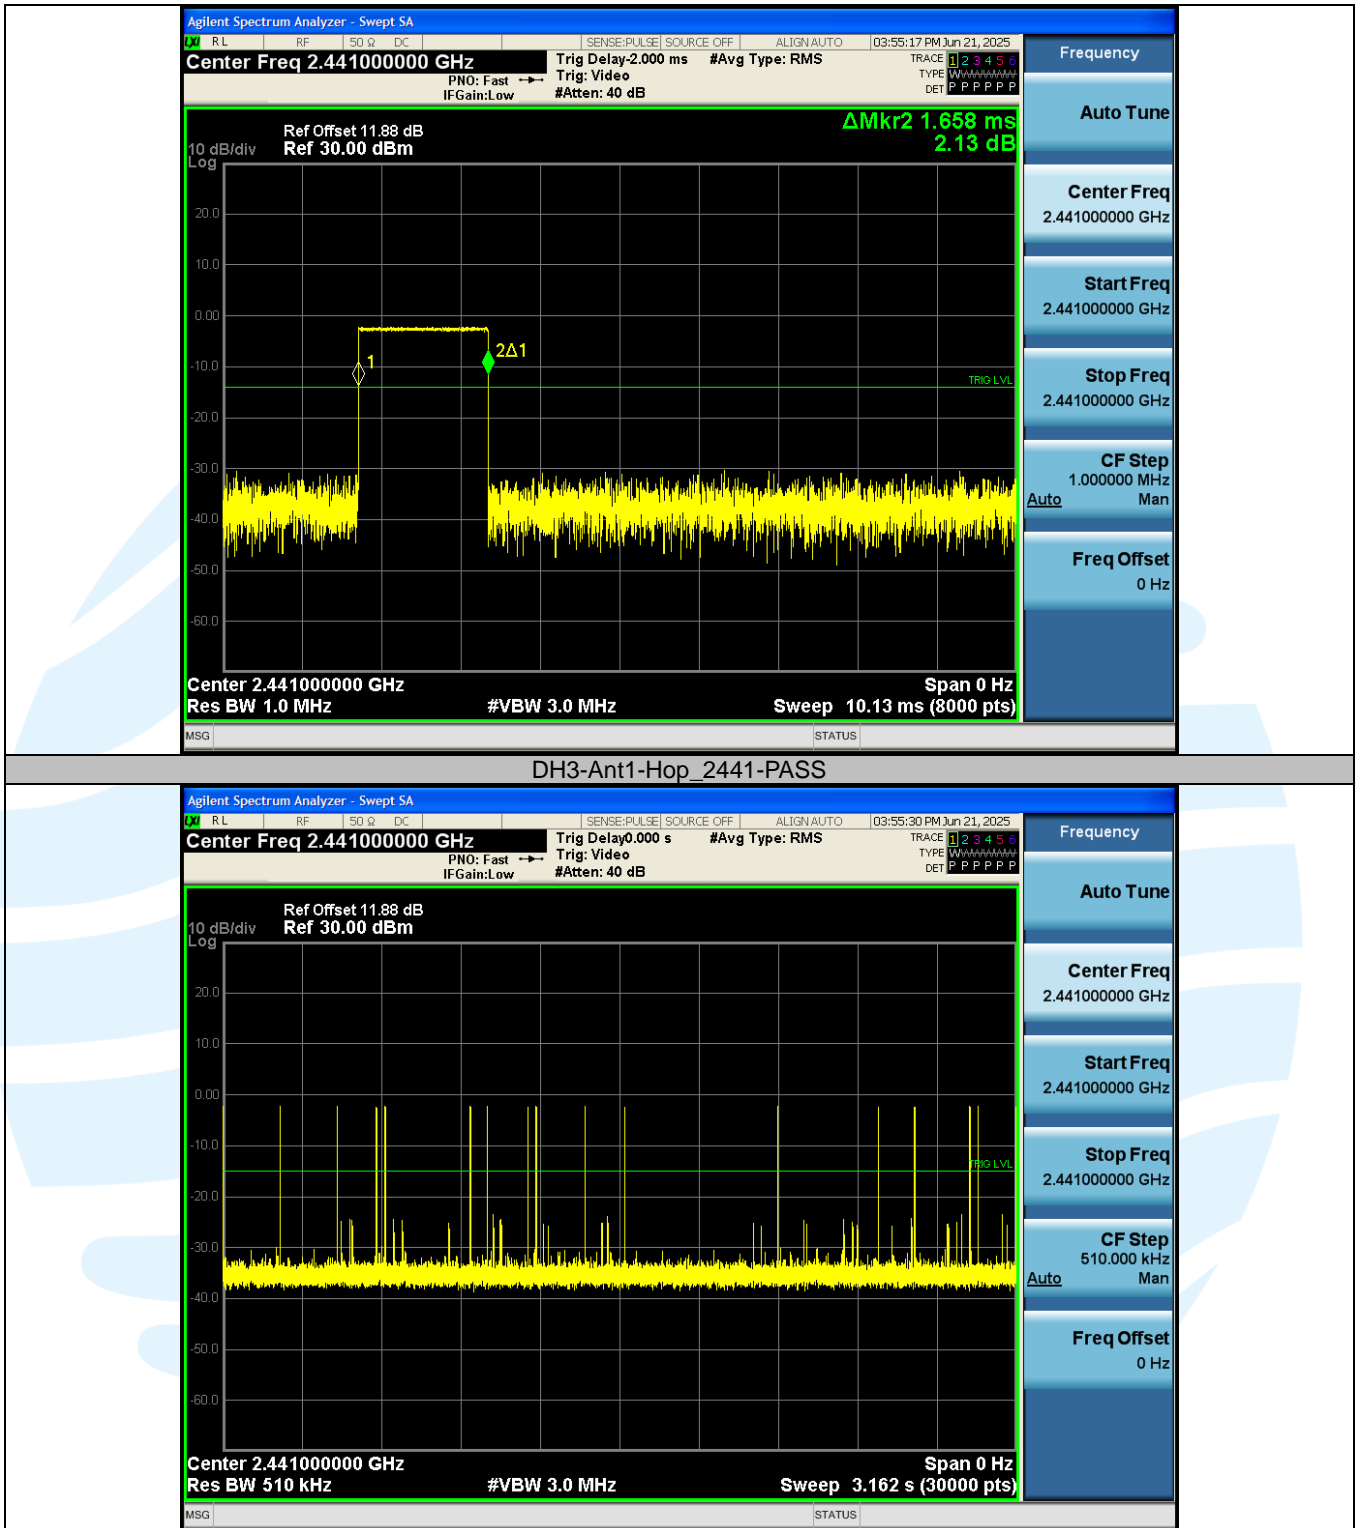 Agilent Spectrum Analyzer - Swept SA
LXI RL RF 50 Ω DC SENSE:PULSE SOURCE OFF ALIGN AUTO 03:55:17 PM Jun 21, 2025
Center Freq 2.441000000 GHz
Trig Delay-2.000 ms #Avg Type: RMS
TRACE 1 2 3 4 5 6
PNO: Fast
Trig: Video
TYPE WWWWWW
IFGain:Low
#Atten: 40 dB
DET P P P P P P
ΔMkr2 1.658 ms
2.13 dB
Ref Offset 11.88 dB
10 dB/div Ref 30.00 dBm
Log
20.0
10.0
0.00
-10.0
-20.0
-30.0
-40.0
-50.0
-60.0
1
2Δ1
TRIG LVL
Center 2.441000000 GHz Span 0 Hz
Res BW 1.0 MHz #VBW 3.0 MHz Sweep 10.13 ms (8000 pts)
MSG STATUS
Frequency
Auto Tune
Center Freq
2.441000000 GHz
Start Freq
2.441000000 GHz
Stop Freq
2.441000000 GHz
CF Step
1.000000 MHz
Auto Man
Freq Offset
0 Hz
DH3-Ant1-Hop_2441-PASS
Agilent Spectrum Analyzer - Swept SA
LXI RL RF 50 Ω DC SENSE:PULSE SOURCE OFF ALIGN AUTO 03:55:30 PM Jun 21, 2025
Center Freq 2.441000000 GHz
Trig Delay0.000 s #Avg Type: RMS
TRACE 1 2 3 4 5 6
PNO: Fast
Trig: Video
TYPE WWWWWW
IFGain:Low
#Atten: 40 dB
DET P P P P P P
Ref Offset 11.88 dB
10 dB/div Ref 30.00 dBm
Log
20.0
10.0
0.00
-10.0
-20.0
-30.0
-40.0
-50.0
-60.0
TRIG LVL
Center 2.441000000 GHz Span 0 Hz
Res BW 510 kHz #VBW 3.0 MHz Sweep 3.162 s (30000 pts)
MSG STATUS
Frequency
Auto Tune
Center Freq
2.441000000 GHz
Start Freq
2.441000000 GHz
Stop Freq
2.441000000 GHz
CF Step
510.000 kHz
Auto Man
Freq Offset
0 Hz